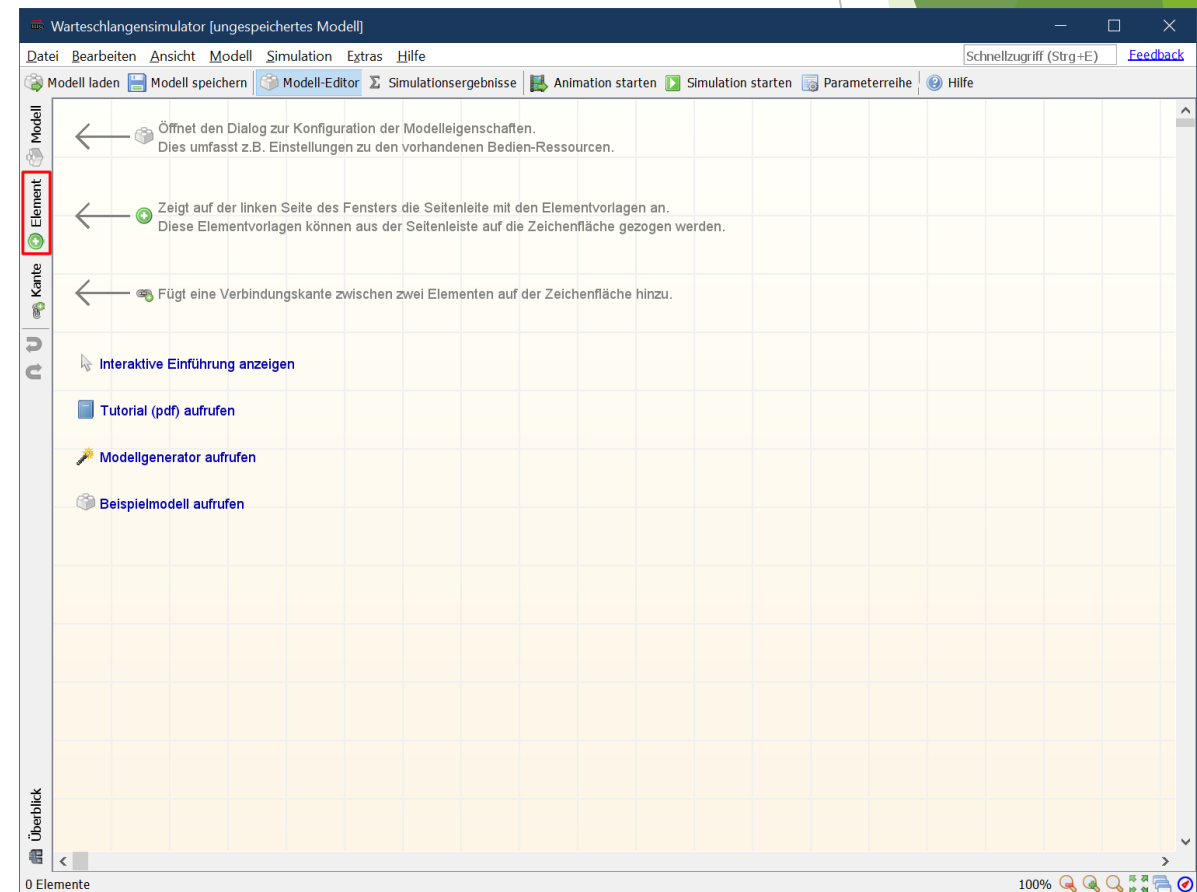 Warteschlangensimulator [ungespeichertes Modell]
Datei Bearbeiten Ansicht Modell Simulation Extras Hilfe Schnellzugriff (Strg+E) Feedback
Modell laden Modell speichern Modell-Editor Σ Simulationsergebnisse Animation starten Simulation starten Parameterreihe Hilfe
Modell
Öffnet den Dialog zur Konfiguration der Modelleigenschaften.
Dies umfasst z.B. Einstellungen zu den vorhandenen Bedien-Ressourcen.
Element
Zeigt auf der linken Seite des Fensters die Seitenleite mit den Elementvorlagen an.
Diese Elementvorlagen können aus der Seitenleiste auf die Zeichenfläche gezogen werden.
Kante
Fügt eine Verbindungskante zwischen zwei Elementen auf der Zeichenfläche hinzu.
Interaktive Einführung anzeigen
Tutorial (pdf) aufrufen
Modellgenerator aufrufen
Beispielmodell aufrufen
Überblick
0 Elemente 100%